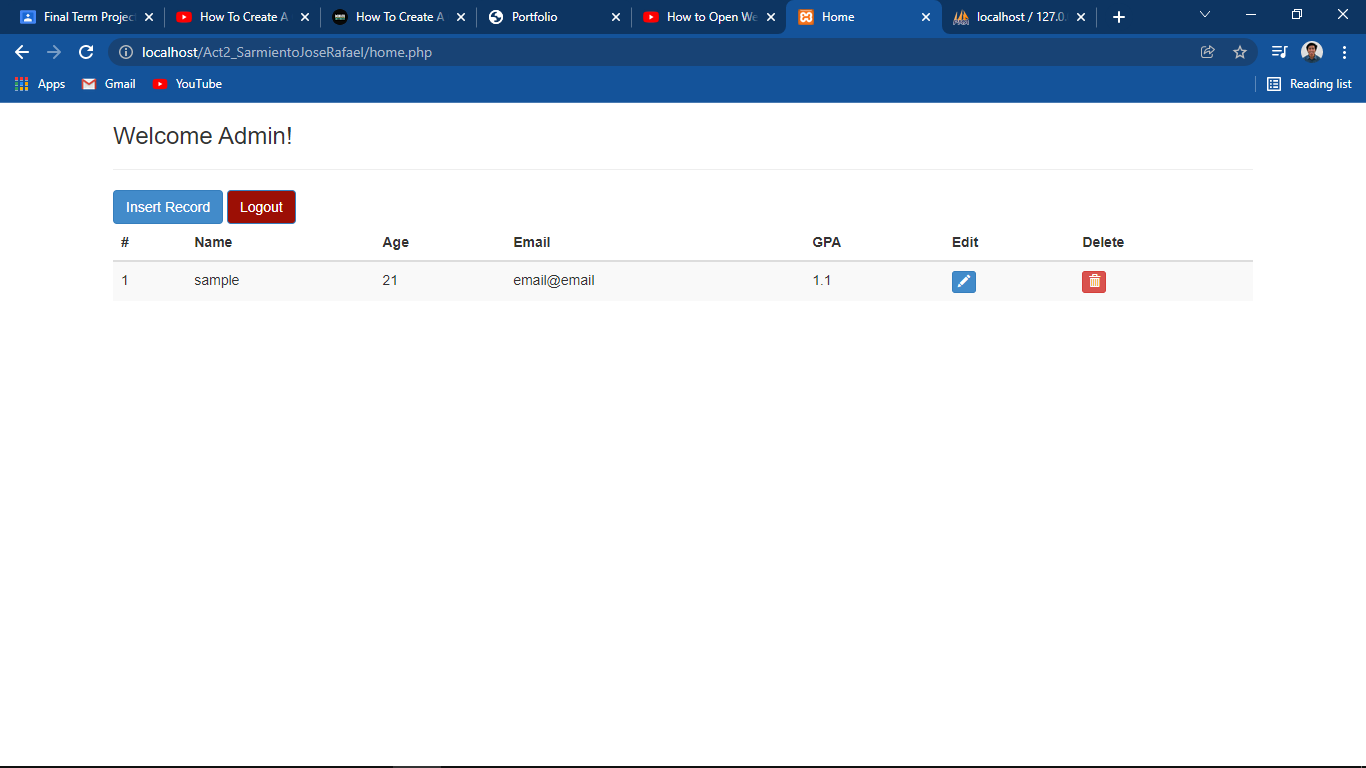 Final Term Projec
How To Create A
How To Create A
Portfolio
How to Open We
Home
localhost / 127.0.
localhost/Act2_SarmientoJoseRafael/home.php
Apps Gmail YouTube Reading list
Welcome Admin!
Insert Record Logout
# Name Age Email GPA Edit Delete
1 sample 21 email@email 1.1